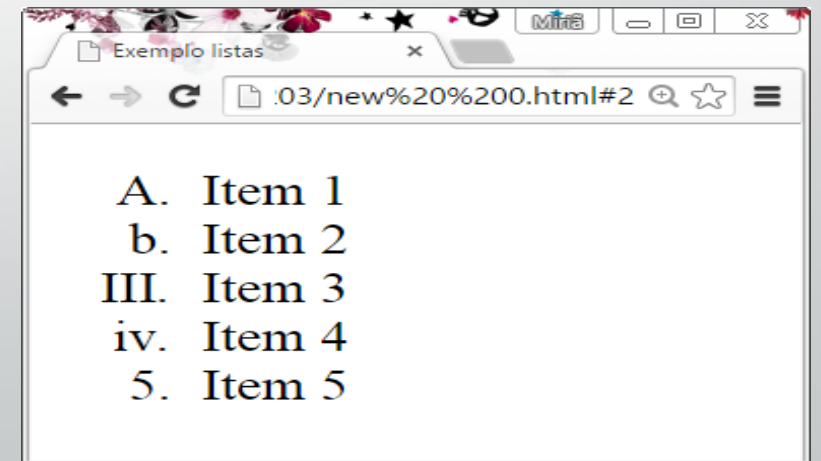 Miriã
Exemplo listas
:03/new%20%200.html#2
A. Item 1
b. Item 2
III. Item 3
iv. Item 4
5. Item 5